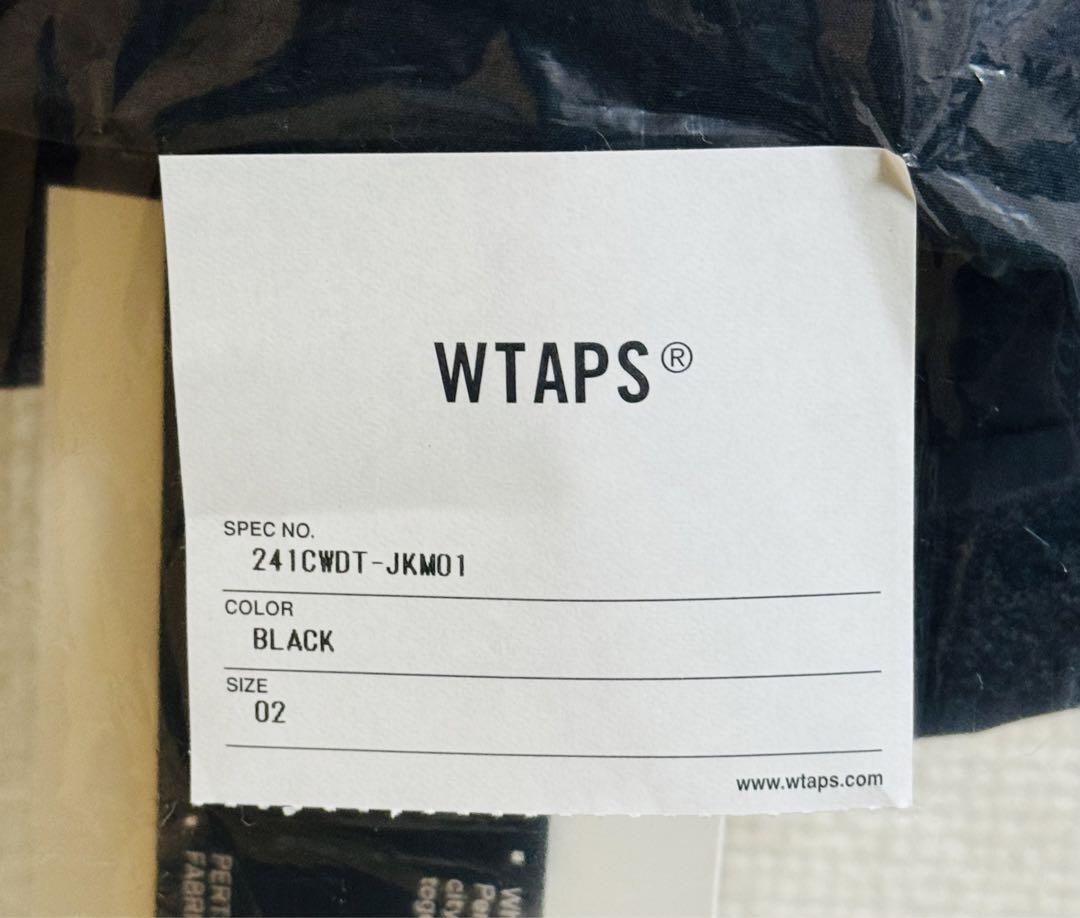 WTAPS®
SPEC NO.
241CWDT-JKM01
COLOR
BLACK
SIZE
02
www.wtaps.com